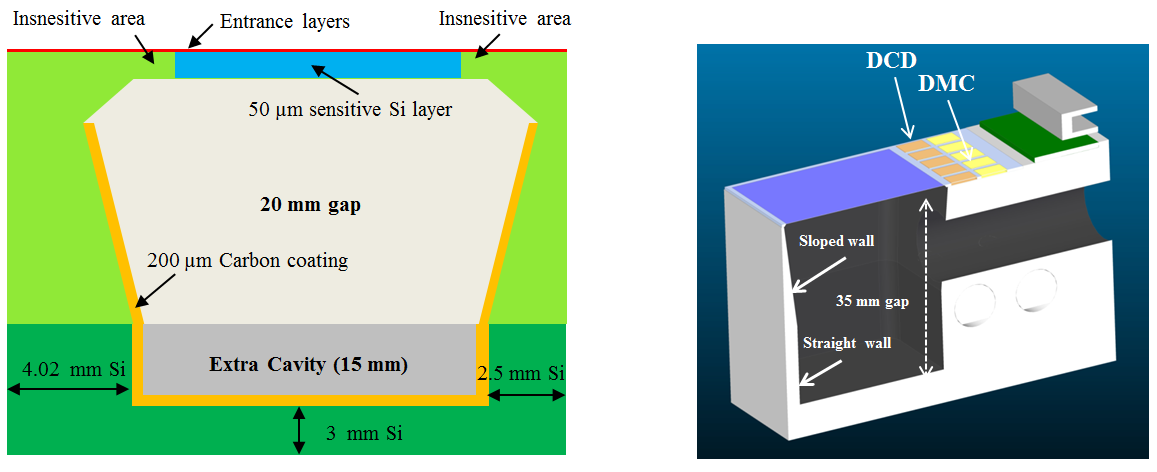 Insnesitive area
Entrance layers
Insnesitive area
50 µm sensitive Si layer
20 mm gap
200 µm Carbon coating
Extra Cavity (15 mm)
4.02 mm Si
2.5 mm Si
3 mm Si
DCD
DMC
Sloped wall
35 mm gap
Straight wall